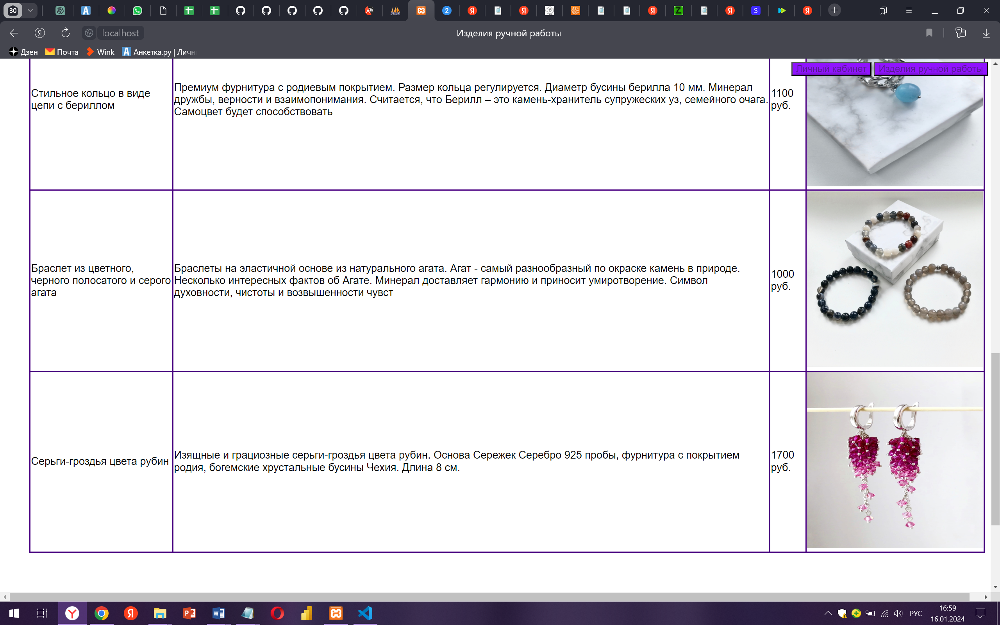 30
2
S
localhost
Изделия ручной работы
Дзен
Почта
Wink
Анкетка.ру | Личн
Личный кабинет
Изделия ручной работы
Стильное кольцо в виде
цепи с бериллом
Премиум фурнитура с родиевым покрытием. Размер кольца регулируется. Диаметр бусины берилла 10 мм. Минерал
дружбы, верности и взаимопонимания. Считается, что Берилл – это камень-хранитель супружеских уз, семейного очага.
Самоцвет будет способствовать
1100
руб.
Браслет из цветного,
черного полосатого и серого
агата
Браслеты на эластичной основе из натурального агата. Агат - самый разнообразный по окраске камень в природе.
Несколько интересных фактов об Агате. Минерал доставляет гармонию и приносит умиротворение. Символ
духовности, чистоты и возвышенности чувст
1000
руб.
Серьги-гроздья цвета рубин
Изящные и грациозные серьги-гроздья цвета рубин. Основа Сережек Серебро 925 пробы, фурнитура с покрытием
родия, богемские хрустальные бусины Чехия. Длина 8 см.
1700
руб.
РУС
16:59
16.01.2024